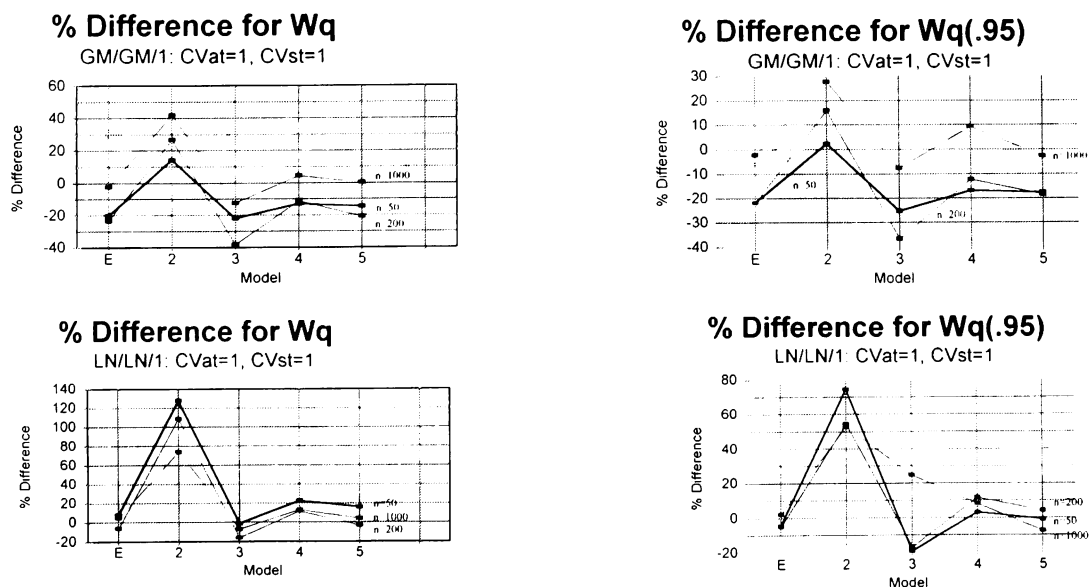 % Difference for Wq
GM/GM/1: CVat=1, CVst=1
% Difference
60
40
20
0
-20
-40
n 1000
n 50
n 200
E 2 3 4 5
Model
% Difference for Wq(.95)
GM/GM/1: CVat=1, CVst=1
% Difference
30
20
10
0
-10
-20
-30
-40
n 1000
n 50
n 200
E 2 3 4 5
Model
% Difference for Wq
LN/LN/1: CVat=1, CVst=1
% Difference
140
120
100
80
60
40
20
0
-20
n=50
n 1000
n 200
E 2 3 4 5
Model
% Difference for Wq(.95)
LN/LN/1: CVat=1, CVst=1
% Difference
80
60
40
20
0
-20
n=200
n 50
n 1000
E 2 3 4 5
Model